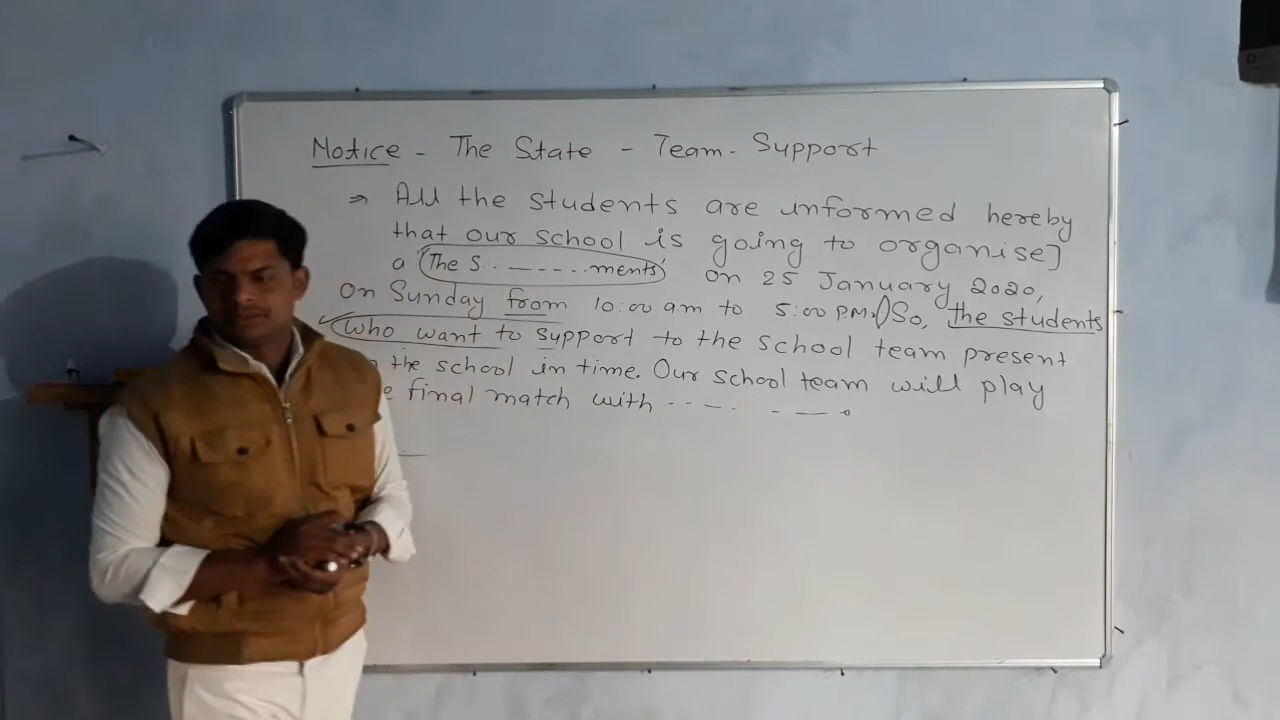 Notice - The State - Team - Support
⇒ All the students are informed hereby
that our school is going to organise]
a 'The S.. — - - ....ments' on 25 January 2020,
On Sunday from 10:00 am to 5:00 PM. So, the students
who want to support to the school team present
the school in time. Our school team will play
final match with - - — - - — .